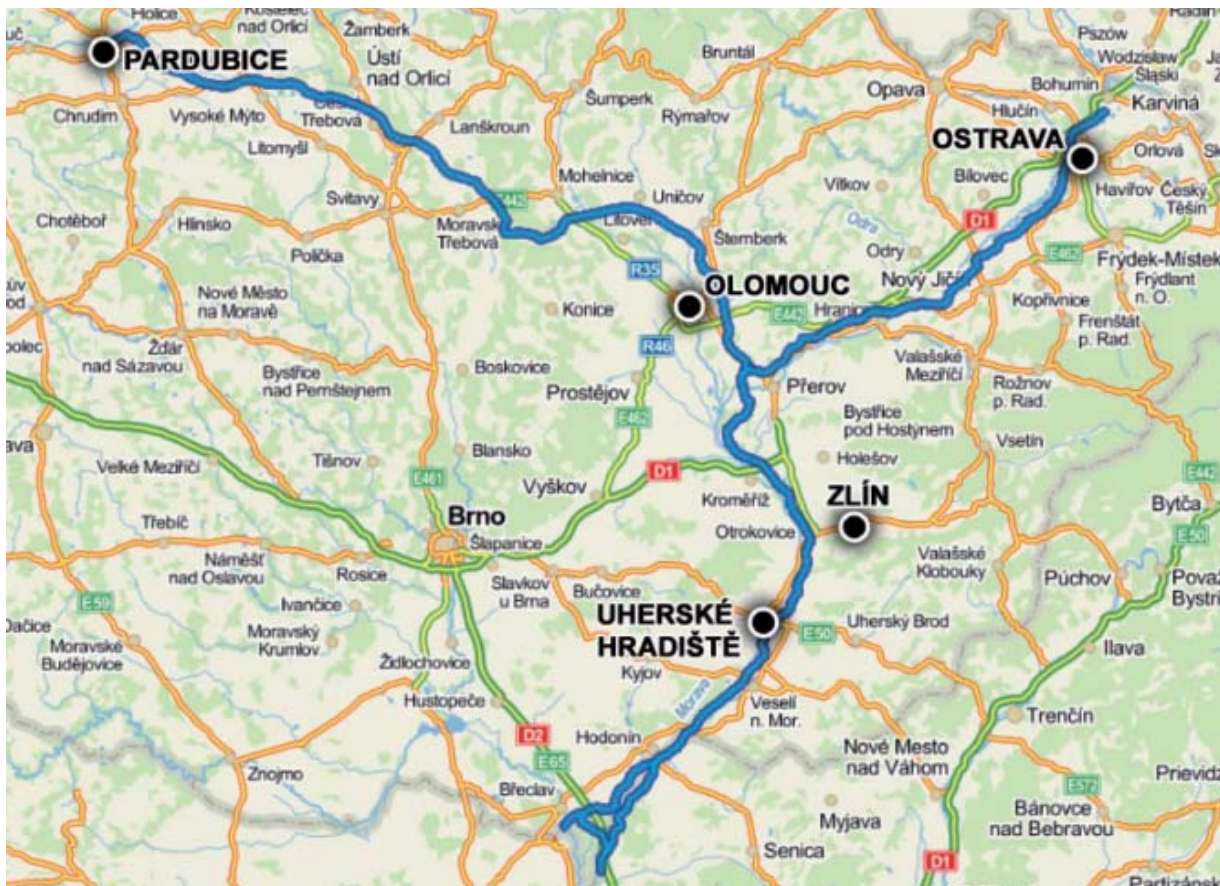 Holice
Kostelec
nad Orlicí
Žamberk
Bruntál
Pszów
Wodzisław
Śląski
PARDUBICE
Ústí
nad Orlicí
Bohumín
Opava
Chrudim
Vysoké Mýto
Česká
Třebová
Lanškroun
Šumperk
Rýmařov
Hlučín
Karviná
OSTRAVA
Orlová
Litomyšl
Mohelnice
Uničov
Vítkov
Bílovec
Havířov
Český
Těšín
Chotěboř
Hlinsko
Svitavy
E442
Moravská
Třebová
Litovel
Šternberk
Odra
D1
Polička
Odry
E462
Frýdek-Místek
R35
OLOMOUC
Nový Jičín
Frýdlant
n. O.
Nové Město
na Moravě
Konice
Hranice
E442
Kopřivnice
Frenštát
p. Rad.
Žďár
nad Sázavou
R46
Bystřice
nad Pernštejnem
Boskovice
Prostějov
Přerov
Valašské
Meziříčí
Rožnov
p. Rad.
E462
Bystřice
pod Hostýnem
Vsetín
Velké Meziříčí
Tišnov
Blansko
Holešov
E461
Vyškov
D1
Kroměříž
ZLÍN
E442
Bytča
Třebíč
Brno
Šlapanice
Otrokovice
E50
Náměšť
nad Oslavou
Rosice
Slavkov
u Brna
Bučovice
Valašské
Klobouky
Púchov
E59
Ivančice
UHERSKÉ
HRADIŠTĚ
E50
Uherský Brod
Dačice
Moravské
Budějovice
Moravský
Krumlov
Židlochovice
Kyjov
Ilava
Hustopeče
Morava
Veselí
n. Mor.
Trenčín
D2
Hodonín
Nové Mesto
nad Váhom
Znojmo
E65
Břeclav
E572
Bánovce
nad Bebravou
Myjava
Senica
D1